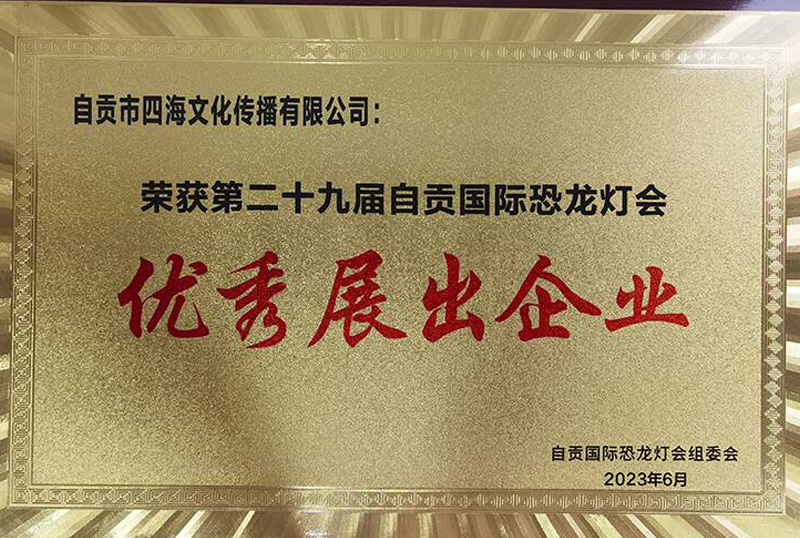 自贡市四海文化传播有限公司：
荣获第二十九届自贡国际恐龙灯会
优秀展出企业
自贡国际恐龙灯会组委会
2023年6月